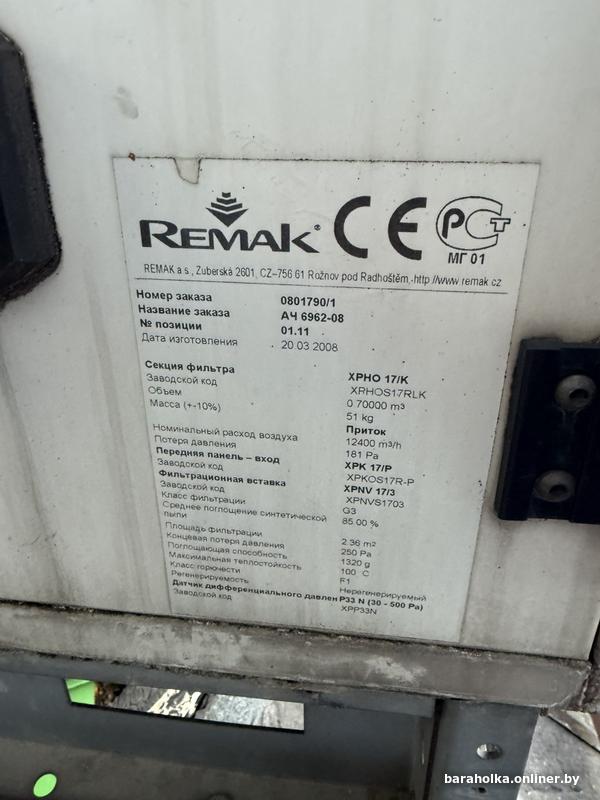 REMAK® CE РСТ
МГ 01
REMAK a.s., Zuberská 2601, CZ–756 61 Rožnov pod Radhoštěm, http://www.remak.cz
Номер заказа 0801790/1
Название заказа АЧ 6962-08
№ позиции 01.11
Дата изготовления 20.03.2008
Секция фильтра XPHO 17/K
Заводской код XRHOS17RLK
Объем 0.70000 m³
Масса (+-10%) 51 kg
Приток
Номинальный расход воздуха 12400 m³/h
Потеря давления 181 Pa
Передняя панель – вход XPK 17/P
Заводской код XPKOS17R-P
Фильтрационная вставка XPNV 17/3
Заводской код XPNVS1703
Класс фильтрации G3
Среднее поглощение синтетической 85.00 %
пыли
Площадь фильтрации 2.36 m²
Концевая потеря давления 250 Pa
Поглощающая способность 1320 g
Максимальная теплостойкость 100 °C
Класс горючести F1
Регенерируемость Нерегенерируемый
Датчик дифференциального давлен P33 N (30 - 500 Pa)
Заводской код XPP33N
baraholka.onliner.by